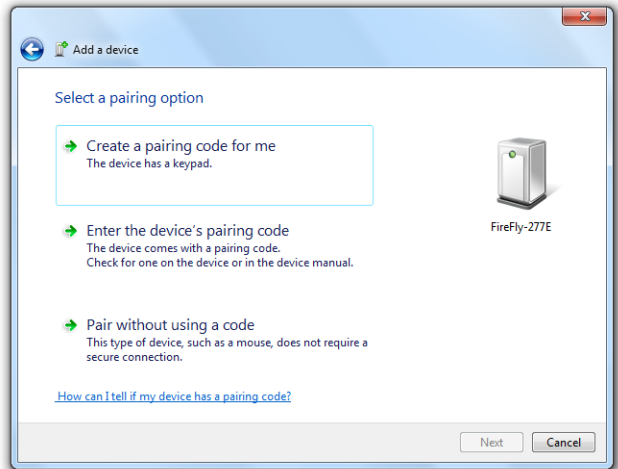 Add a device
Select a pairing option
Create a pairing code for me
The device has a keypad.
FireFly-277E
Enter the device's pairing code
The device comes with a pairing code.
Check for one on the device or in the device manual.
Pair without using a code
This type of device, such as a mouse, does not require a
secure connection.
How can I tell if my device has a pairing code?
Next
Cancel